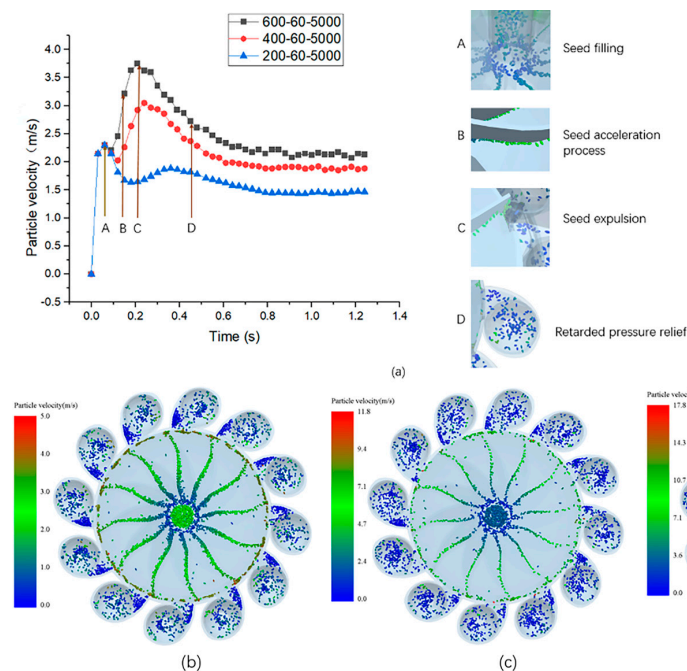 600-60-5000
400-60-5000
200-60-5000
Particle velocity (m/s)
4.5
4.0
3.5
3.0
2.5
2.0
1.5
1.0
0.5
0.0
-0.5
A
B
C
D
0.0
0.2
0.4
0.6
0.8
1.0
1.2
1.4
Time (s)
A
Seed filling
B
Seed acceleration
process
C
Seed expulsion
D
Retarded pressure relief
(a)
Particle velocity(m/s)
5.0
4.0
3.0
2.0
1.0
0.0
(b)
Particle velocity(m/s)
11.8
9.4
7.1
4.7
2.4
0.0
(c)
Particle veloc
17.8
14.3
10.7
7.1
3.6
0.0